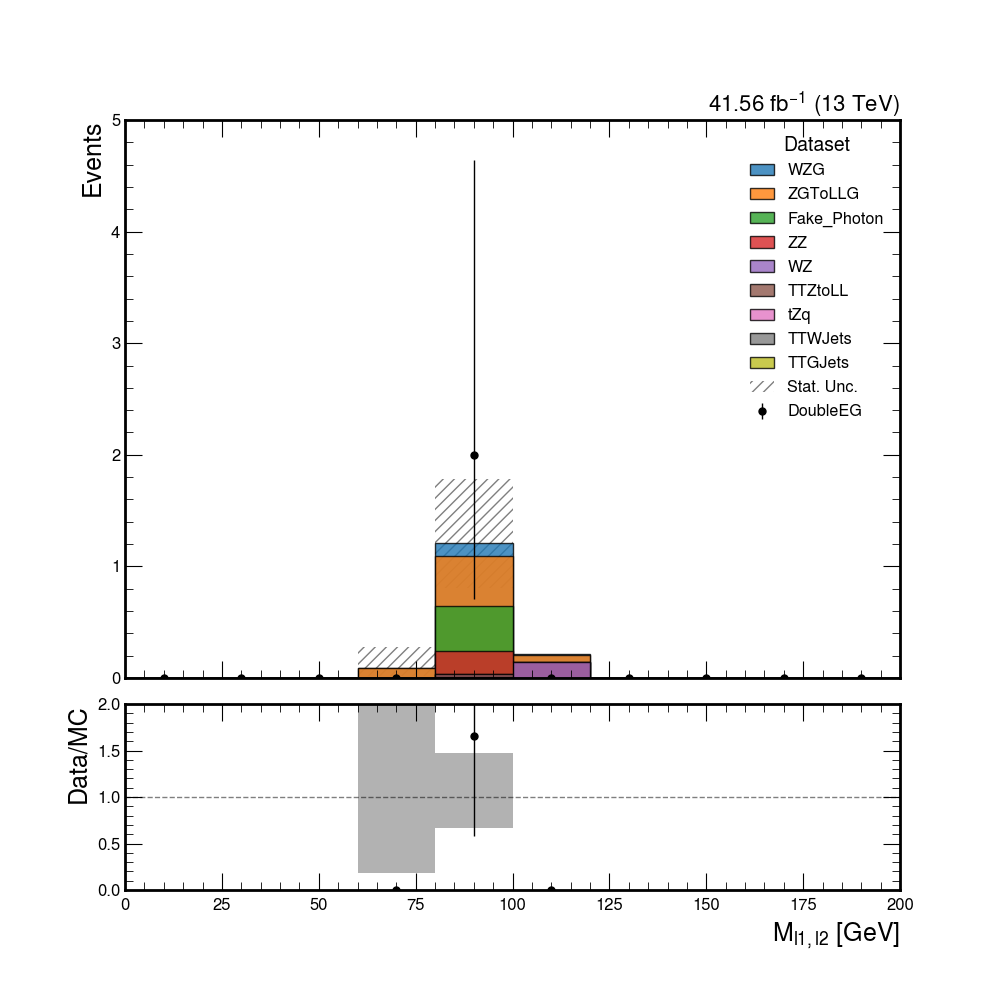 41.56 fb⁻¹ (13 TeV)
Events
5
4
3
2
1
0
Dataset
WZG
ZGToLLG
Fake_Photon
ZZ
WZ
TTZtoLL
tZq
TTWJets
TTGJets
Stat. Unc.
DoubleEG
Data/MC
2.0
1.5
1.0
0.5
0.0
0 25 50 75 100 125 150 175 200
M_{l1, l2} [GeV]